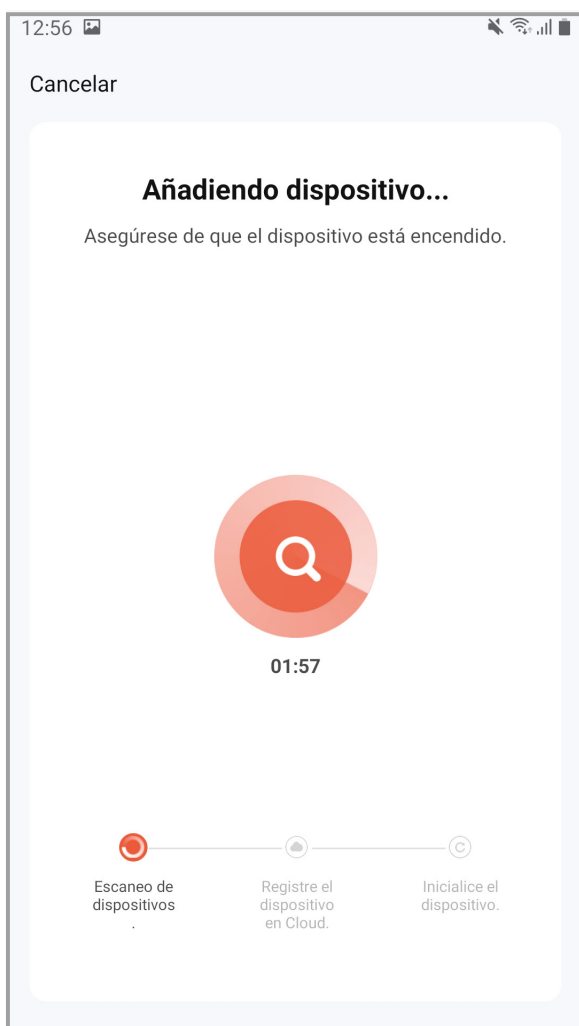 12:56
Cancelar
Añadiendo dispositivo...
Asegúrese de que el dispositivo está encendido.
01:57
Escaneo de
dispositivos
.
Registre el
dispositivo
en Cloud.
Inicialice el
dispositivo.